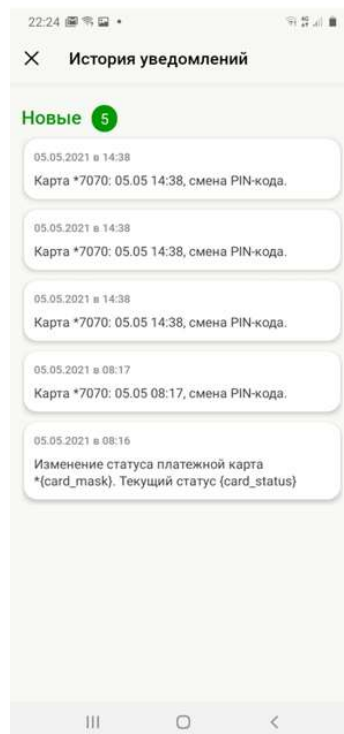 22:24
История уведомлений
Новые 5
05.05.2021 в 14:38
Карта *7070: 05.05 14:38, смена PIN-кода.
05.05.2021 в 14:38
Карта *7070: 05.05 14:38, смена PIN-кода.
05.05.2021 в 14:38
Карта *7070: 05.05 14:38, смена PIN-кода.
05.05.2021 в 08:17
Карта *7070: 05.05 08:17, смена PIN-кода.
05.05.2021 в 08:16
Изменение статуса платежной карта
*{card_mask}. Текущий статус {card_status}